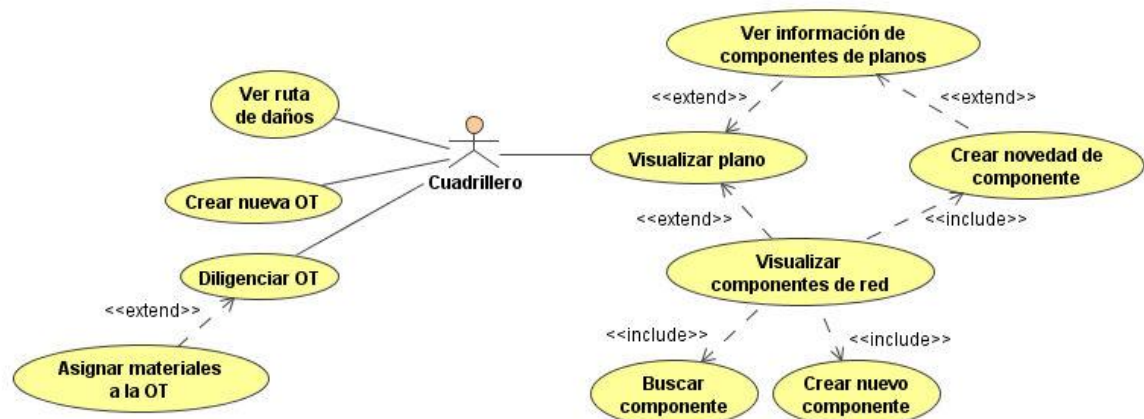 Ver información de
componentes de planos
<<extend>>
<<extend>>
Ver ruta
de daños
Cuadrillero
Visualizar plano
Crear novedad de
componente
Crear nueva OT
<<extend>>
<<include>>
Diligenciar OT
Visualizar
componentes de red
<<extend>>
<<include>>
<<include>>
Asignar materiales
a la OT
Buscar
componente
Crear nuevo
componente